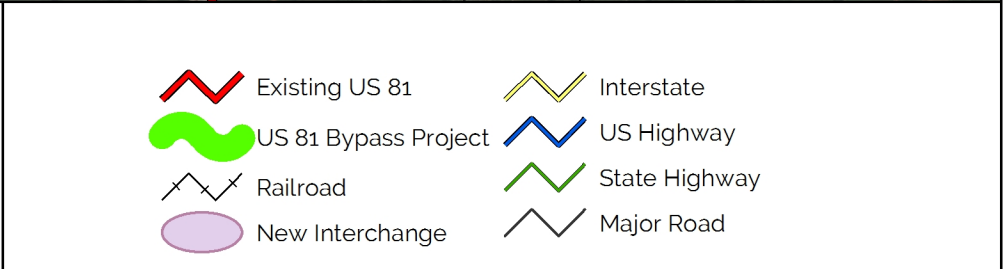 Existing US 81
US 81 Bypass Project
Railroad
New Interchange
Interstate
US Highway
State Highway
Major Road